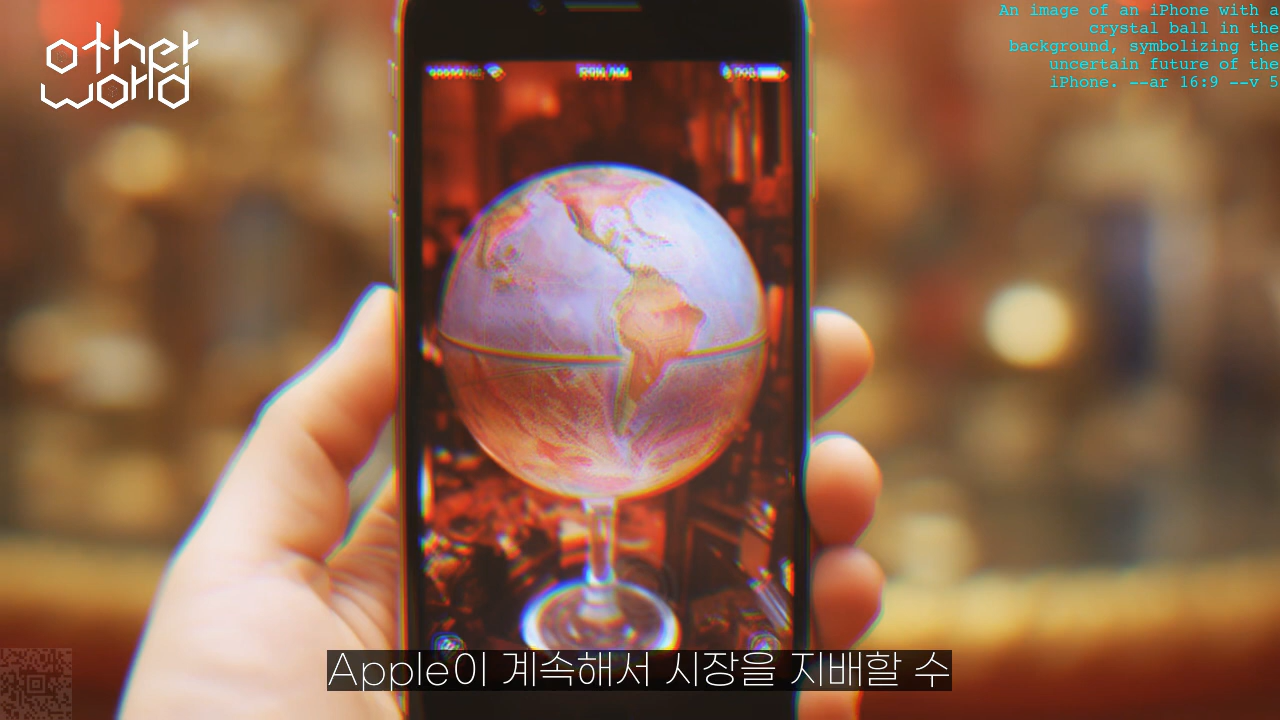 other
world
An image of an iPhone with a
crystal ball in the
background, symbolizing the
uncertain future of the
iPhone. --ar 16:9 --v 5
Apple이 계속해서 시장을 지배할 수